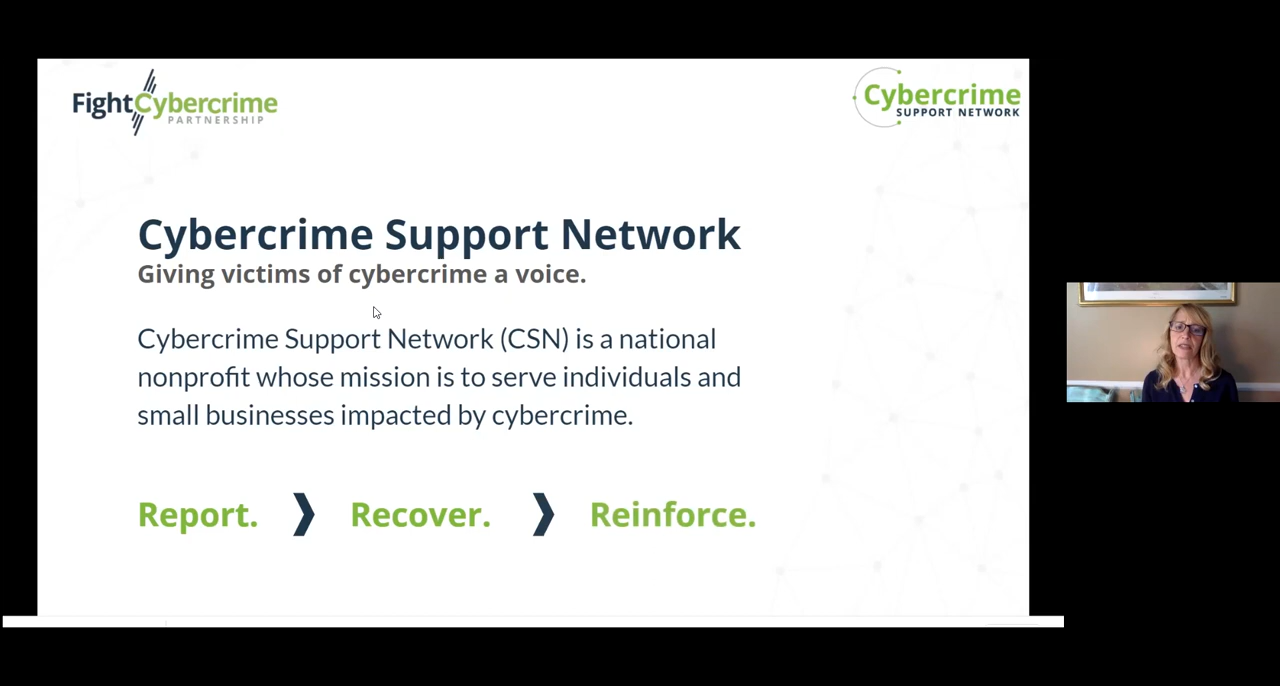 FightCybercrime
PARTNERSHIP
Cybercrime
SUPPORT NETWORK
Cybercrime Support Network
Giving victims of cybercrime a voice.
Cybercrime Support Network (CSN) is a national
nonprofit whose mission is to serve individuals and
small businesses impacted by cybercrime.
Report. ❯ Recover. ❯ Reinforce.